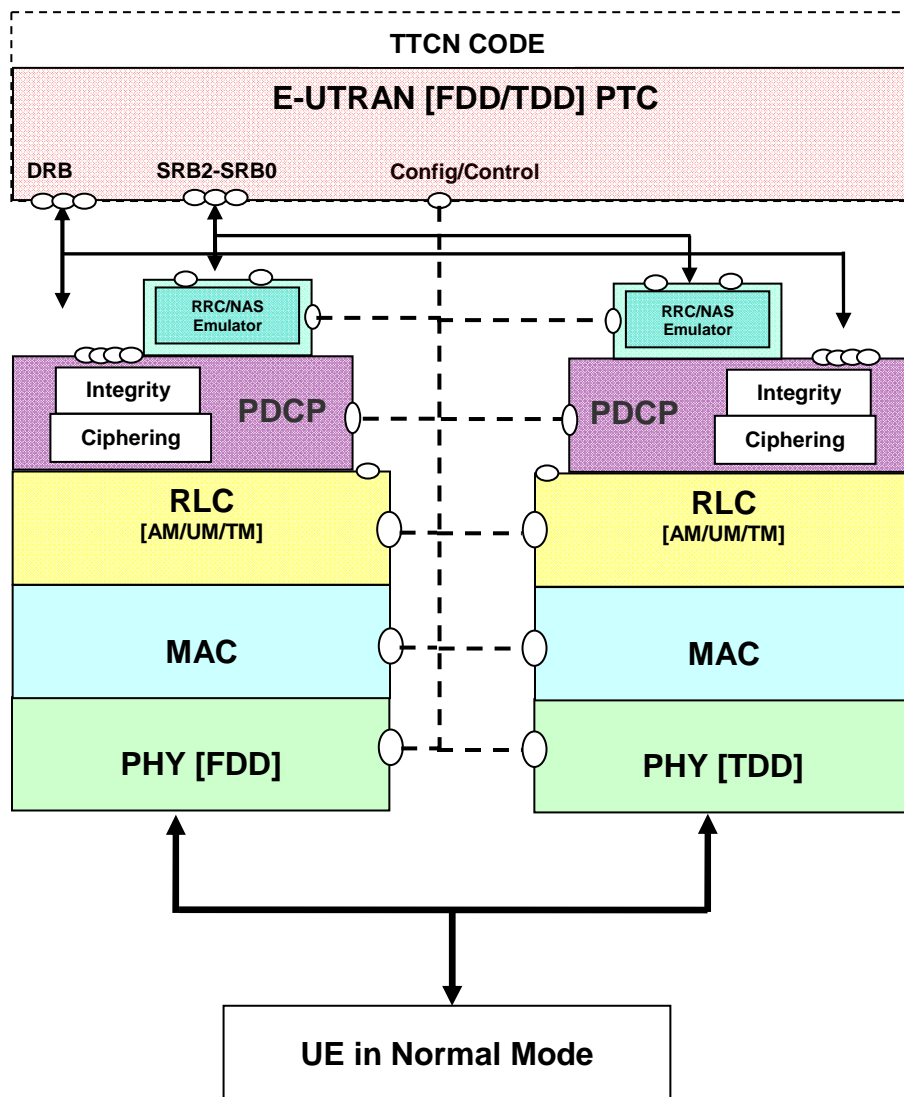 TTCN CODE
E-UTRAN [FDD/TDD] PTC
DRB
SRB2-SRB0
Config/Control
RRC/NAS
Emulator
RRC/NAS
Emulator
Integrity
Ciphering
PDCP
PDCP
Integrity
Ciphering
RLC
[AM/UM/TM]
RLC
[AM/UM/TM]
MAC
MAC
PHY [FDD]
PHY [TDD]
UE in Normal Mode